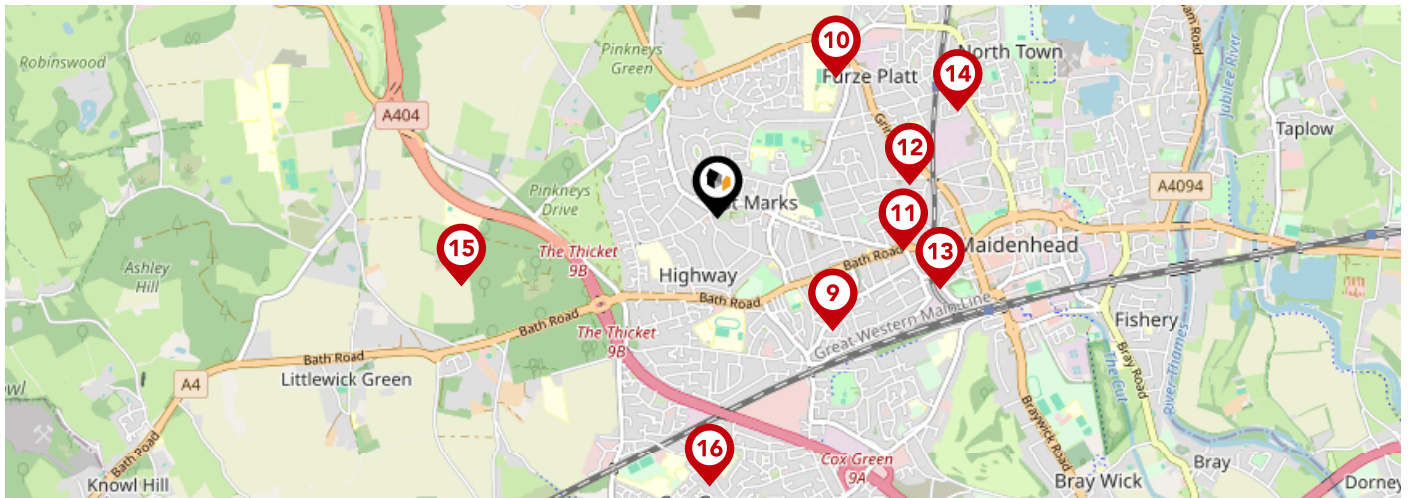 Robinswood
Pinkneys
Green
10
Furze Platt
North Town
14
Jubilee River
Taplow
A404
12
A4094
Pinkneys
Drive
t Marks
11
15
The Thicket
9B
13
Maidenhead
Bath Road
Ashley
Hill
Highway
9
Bath Road
Bath Road
The Thicket
9B
Great Western Main Line
Fishery
Bath Road
Littlewick Green
A4
The Cut
Bray Road
River Thames
Braywick Road
16
Cox Green
9A
Bath Road
Knowl Hill
Bray Wick
Bray
Dorney